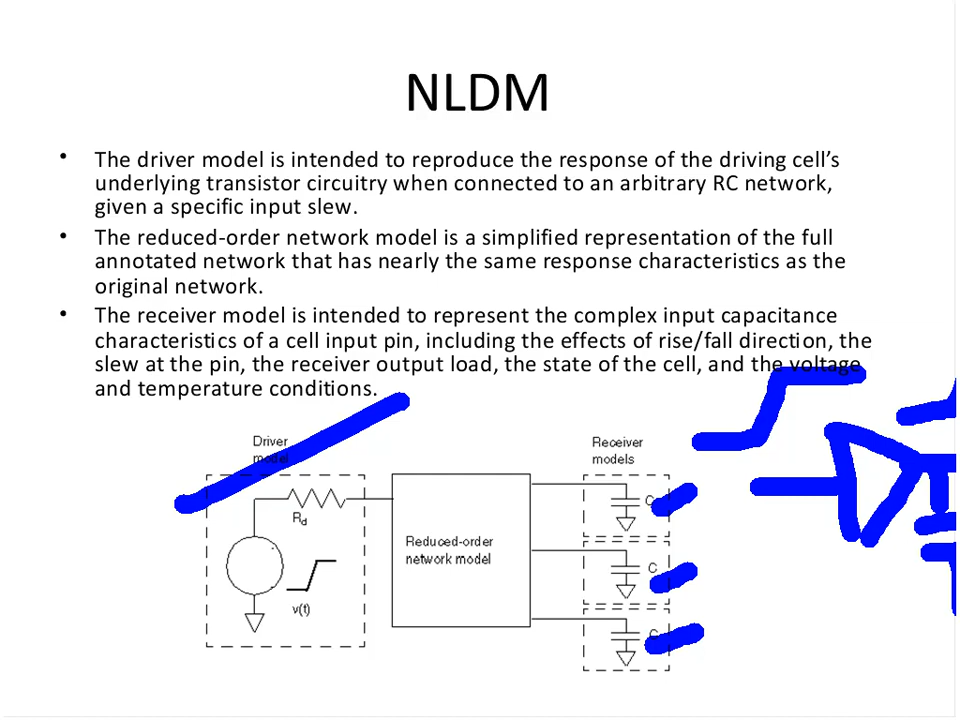 NLDM
• The driver model is intended to reproduce the response of the driving cell’s
underlying transistor circuitry when connected to an arbitrary RC network,
given a specific input slew.
• The reduced-order network model is a simplified representation of the full
annotated network that has nearly the same response characteristics as the
original network.
• The receiver model is intended to represent the complex input capacitance
characteristics of a cell input pin, including the effects of rise/fall direction, the
slew at the pin, the receiver output load, the state of the cell, and the voltage
and temperature conditions.
Driver
model
Rd
v(t)
Reduced-order
network model
Receiver
models
C
C
C